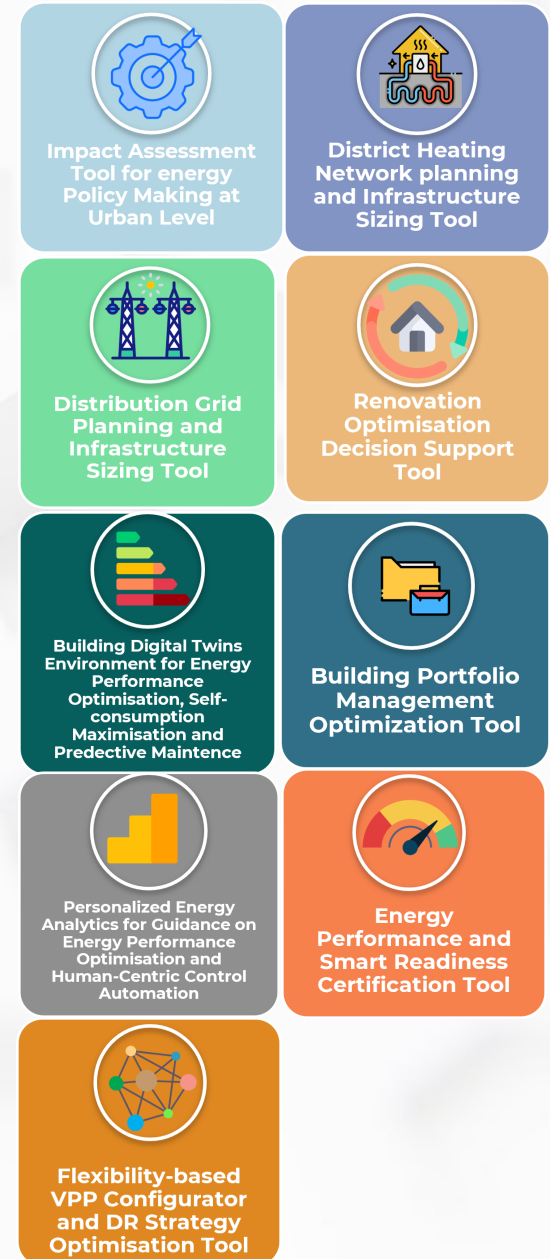 Impact Assessment
Tool for energy
Policy Making at
Urban Level
District Heating
Network planning
and Infrastructure
Sizing Tool
Distribution Grid
Planning and
Infrastructure
Sizing Tool
Renovation
Optimisation
Decision Support
Tool
Building Digital Twins
Environment for Energy
Performance
Optimisation, Self-
consumption
Maximisation and
Predective Maintence
Building Portfolio
Management
Optimization Tool
Personalized Energy
Analytics for Guidance on
Energy Performance
Optimisation and
Human-Centric Control
Automation
Energy
Performance and
Smart Readiness
Certification Tool
Flexibility-based
VPP Configurator
and DR Strategy
Optimisation Tool